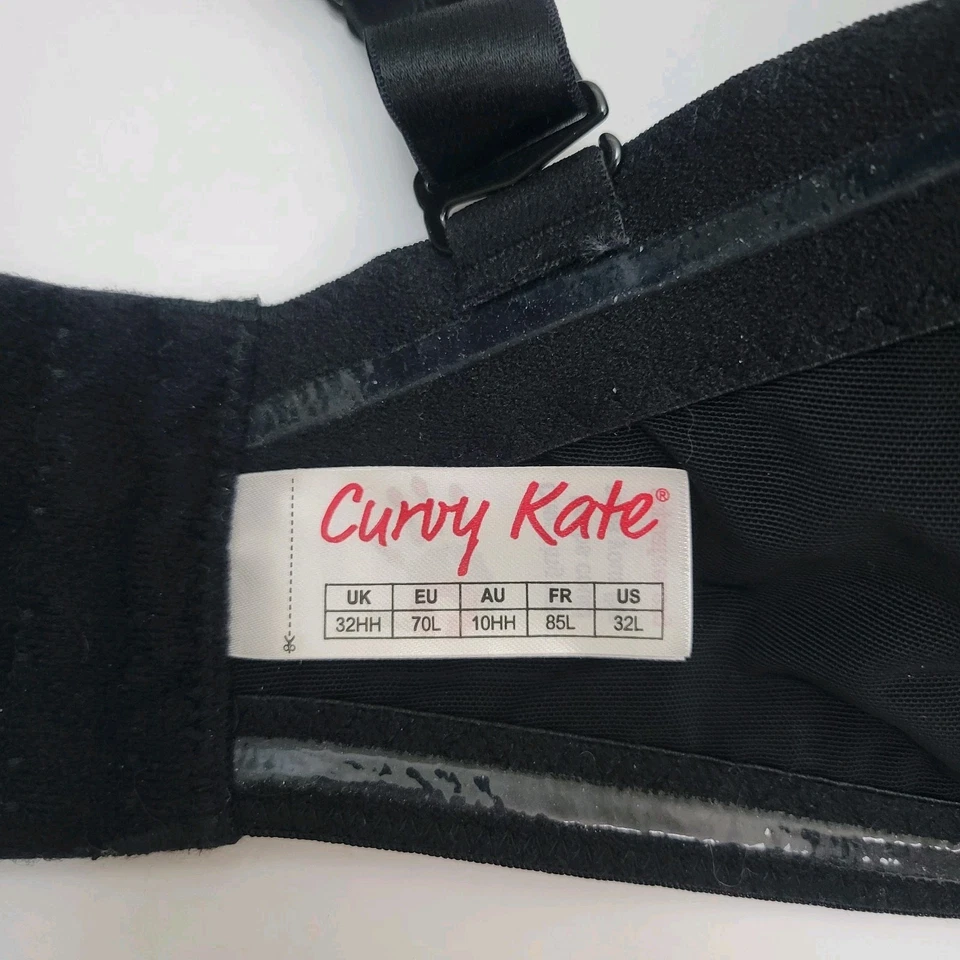 Curvy Kate®
UK EU AU FR US
32HH 70L 10HH 85L 32L